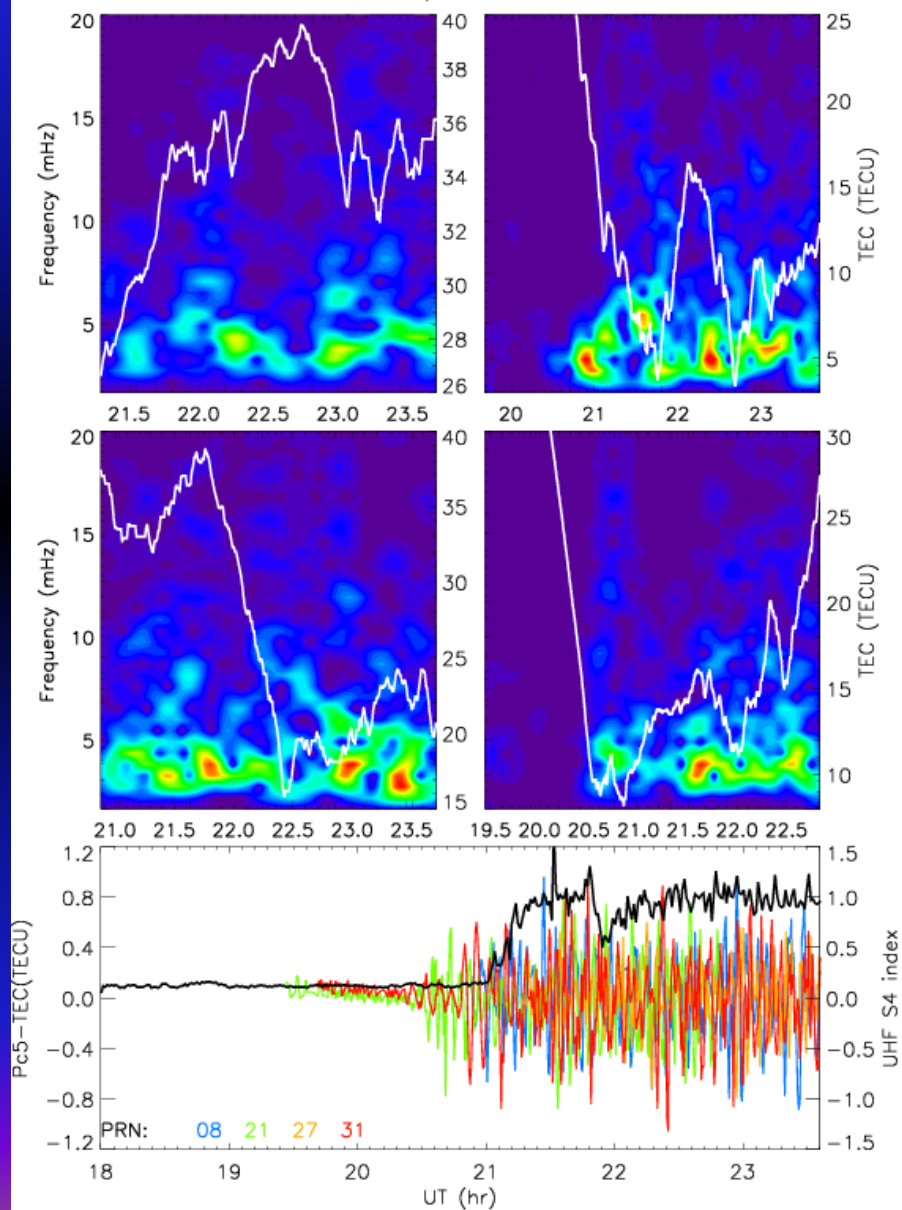 20 40 25
38
Frequency (mHz) 15 36 20
34 15
10 32 10 TEC (TECU)
30
5 28 5
26
21.5 22.0 22.5 23.0 23.5 20 21 22 23
20 40 30
Frequency (mHz) 15 35 25
30 20
10 25 15 TEC (TECU)
5 20 10
15
21.0 21.5 22.0 22.5 23.0 23.5 19.5 20.0 20.5 21.0 21.5 22.0 22.5
1.2 1.5
0.8 1.0
0.4 0.5
Pc5-TEC(TECU) 0.0 0.0 UHF S4 index
-0.4 -0.5
-0.8 -1.0
-1.2 PRN: 08 21 27 31 -1.5
18 19 20 21 22 23
UT (hr)